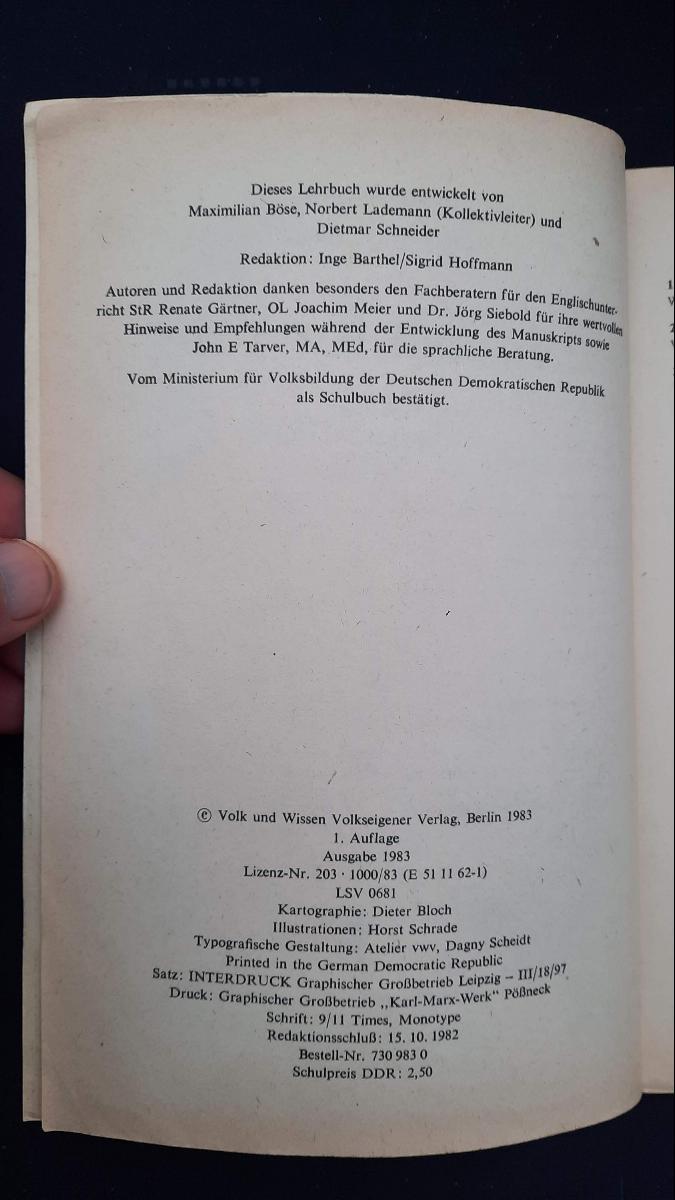 Dieses Lehrbuch wurde entwickelt von
Maximilian Böse, Norbert Lademann (Kollektivleiter) und
Dietmar Schneider
Redaktion: Inge Barthel/Sigrid Hoffmann
Autoren und Redaktion danken besonders den Fachberatern für den Englischunter-
richt StR Renate Gärtner, OL Joachim Meier und Dr. Jörg Siebold für ihre wertvollen
Hinweise und Empfehlungen während der Entwicklung des Manuskripts sowie
John E Tarver, MA, MEd, für die sprachliche Beratung.
Vom Ministerium für Volksbildung der Deutschen Demokratischen Republik
als Schulbuch bestätigt.
© Volk und Wissen Volkseigener Verlag, Berlin 1983
1. Auflage
Ausgabe 1983
Lizenz-Nr. 203 · 1000/83 (E 51 11 62-1)
LSV 0681
Kartographie: Dieter Bloch
Illustrationen: Horst Schrade
Typografische Gestaltung: Atelier vwv, Dagny Scheidt
Printed in the German Democratic Republic
Satz: INTERDRUCK Graphischer Großbetrieb Leipzig – III/18/97
Druck: Graphischer Großbetrieb „Karl-Marx-Werk“ Pößneck
Schrift: 9/11 Times, Monotype
Redaktionsschluß: 15. 10. 1982
Bestell-Nr. 730 983 0
Schulpreis DDR: 2,50